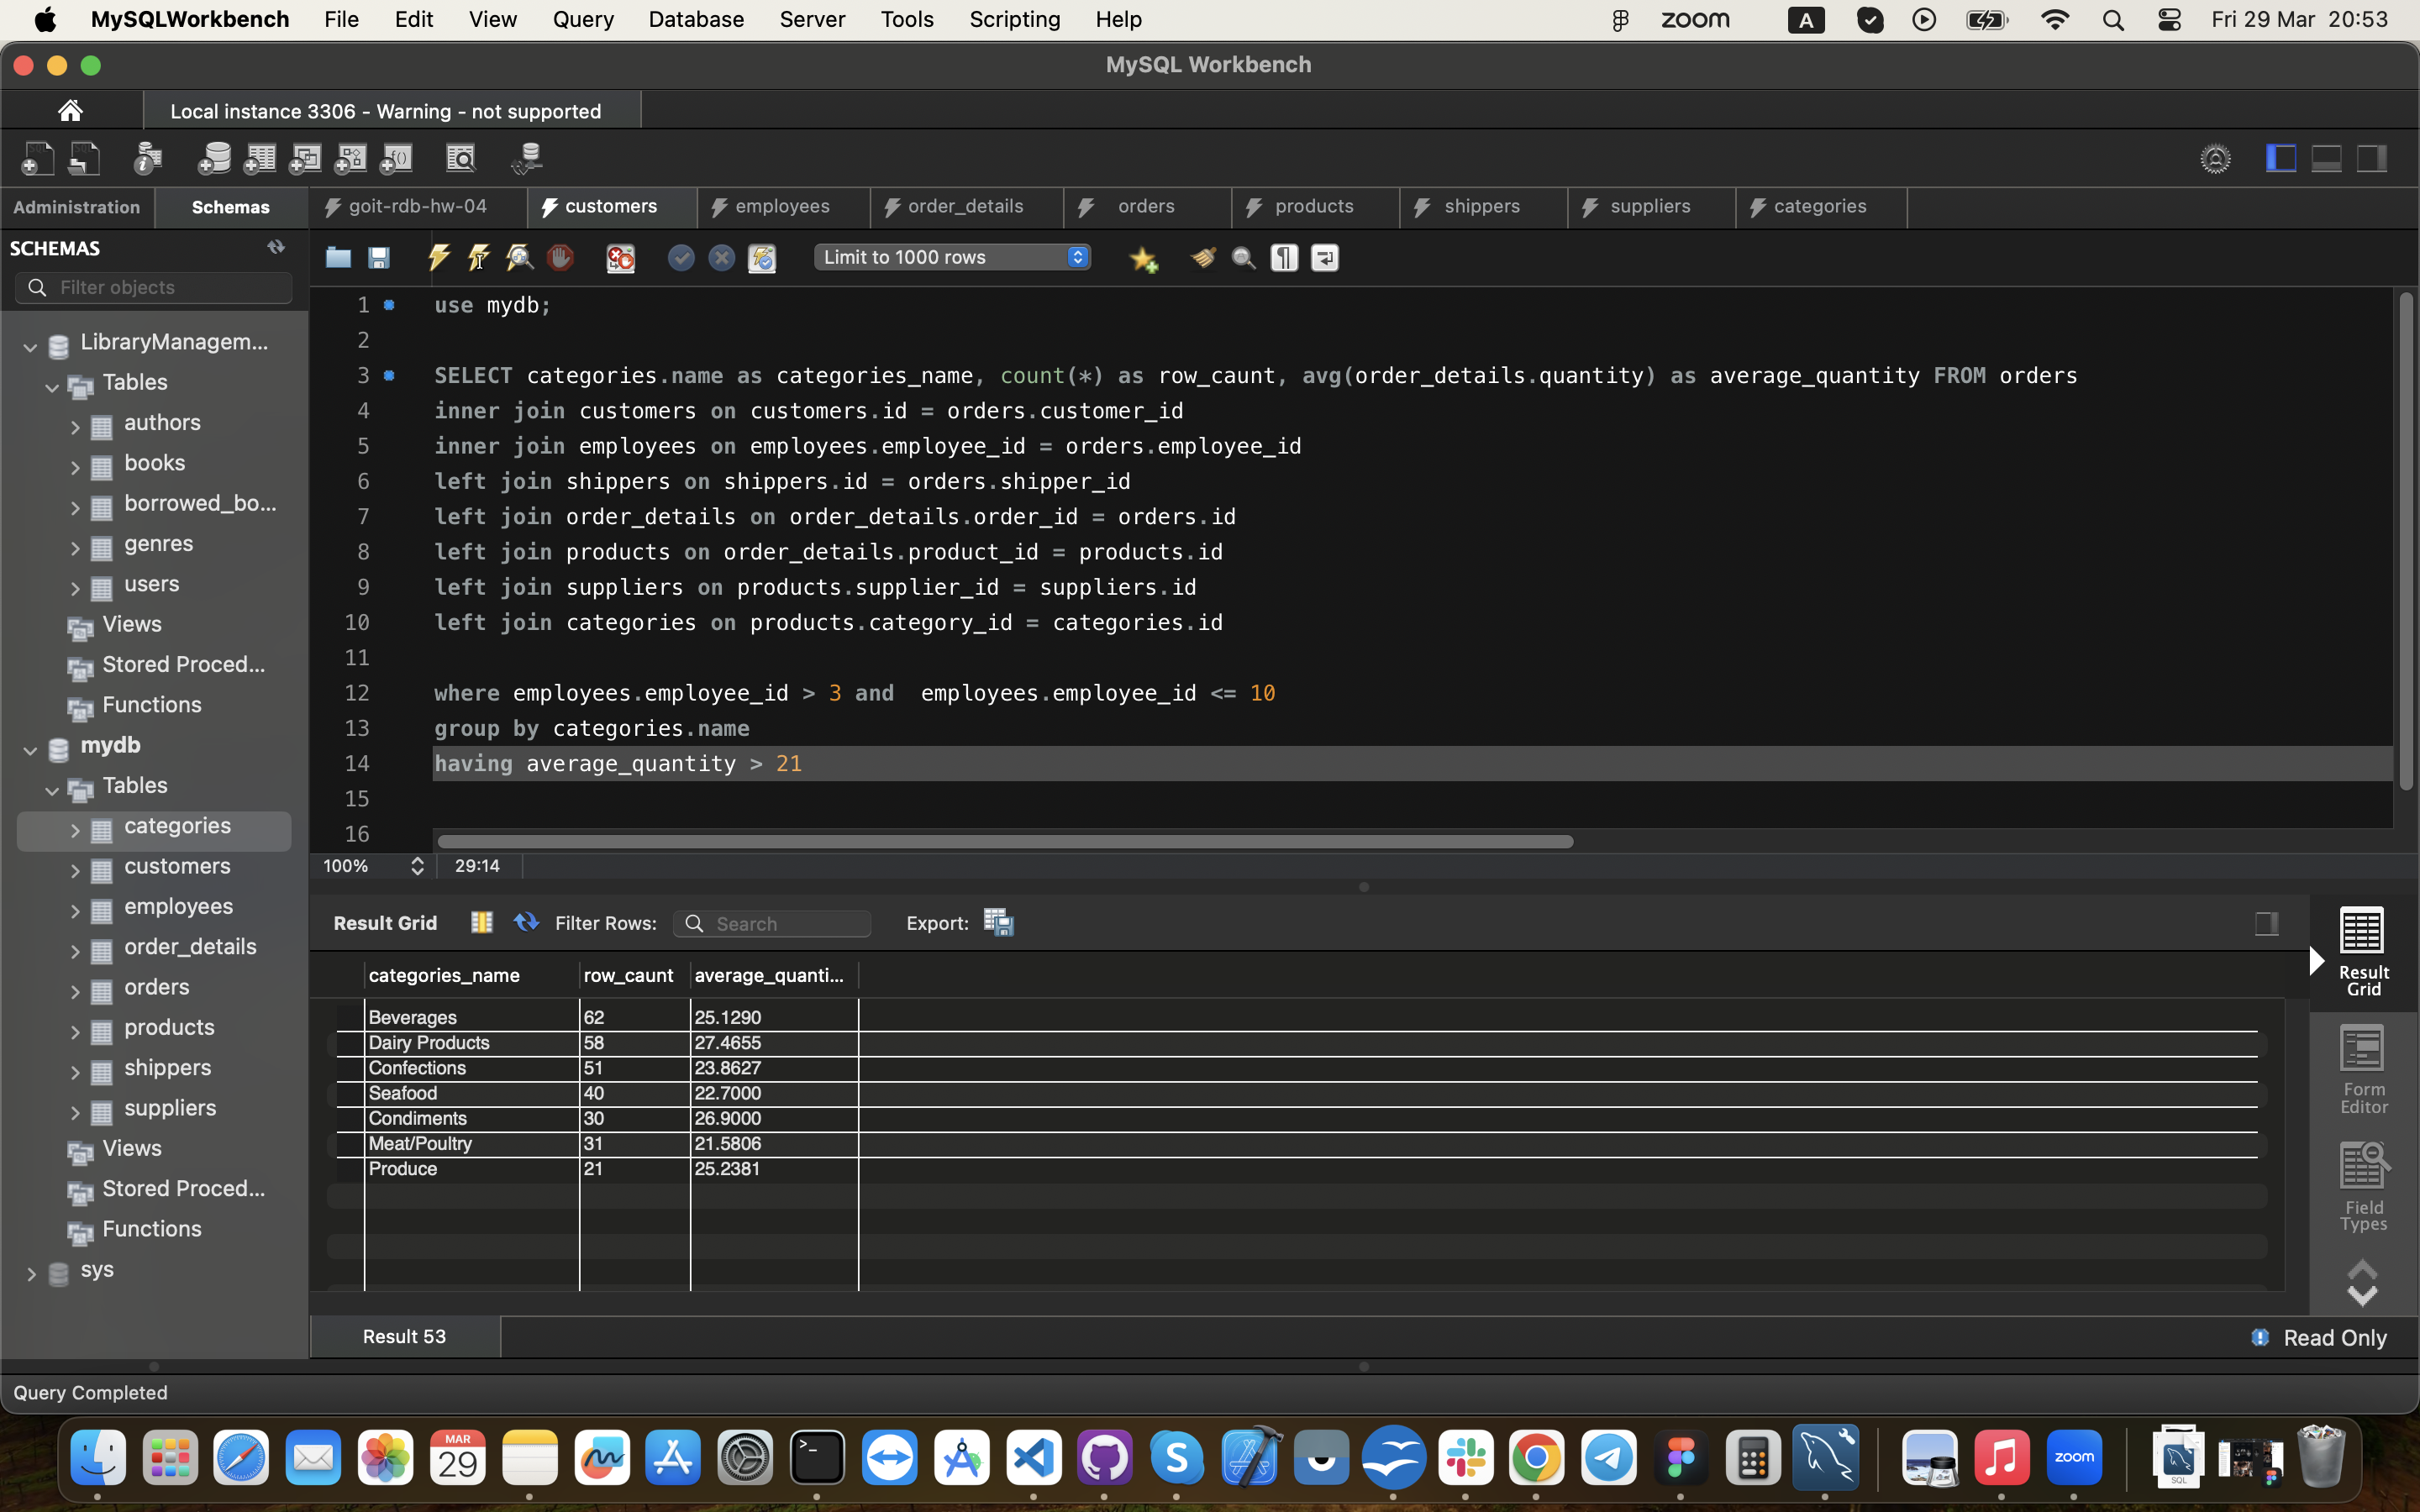 MySQLWorkbench File Edit View Query Database Server Tools Scripting Help zoom A Fri 29 Mar 20:53
MySQL Workbench
Local instance 3306 - Warning - not supported
Administration Schemas goit-rdb-hw-04 customers employees order_details orders products shippers suppliers categories
SCHEMAS
Limit to 1000 rows
Filter objects
LibraryManagem...
Tables
authors
books
borrowed_bo...
genres
users
Views
Stored Proced...
Functions
mydb
Tables
categories
customers
employees
order_details
orders
products
shippers
suppliers
Views
Stored Proced...
Functions
sys
1 use mydb;
2
3 SELECT categories.name as categories_name, count(*) as row_caunt, avg(order_details.quantity) as average_quantity FROM orders
4 inner join customers on customers.id = orders.customer_id
5 inner join employees on employees.employee_id = orders.employee_id
6 left join shippers on shippers.id = orders.shipper_id
7 left join order_details on order_details.order_id = orders.id
8 left join products on order_details.product_id = products.id
9 left join suppliers on products.supplier_id = suppliers.id
10 left join categories on products.category_id = categories.id
11
12 where employees.employee_id > 3 and  employees.employee_id <= 10
13 group by categories.name
14 having average_quantity > 21
15
16
100% 29:14
Result Grid Filter Rows: Search Export:
categories_name row_caunt average_quanti...
Beverages 62 25.1290
Dairy Products 58 27.4655
Confections 51 23.8627
Seafood 40 22.7000
Condiments 30 26.9000
Meat/Poultry 31 21.5806
Produce 21 25.2381
Result
Grid
Form
Editor
Field
Types
Result 53 Read Only
Query Completed
MAR
29
zoom
SQL